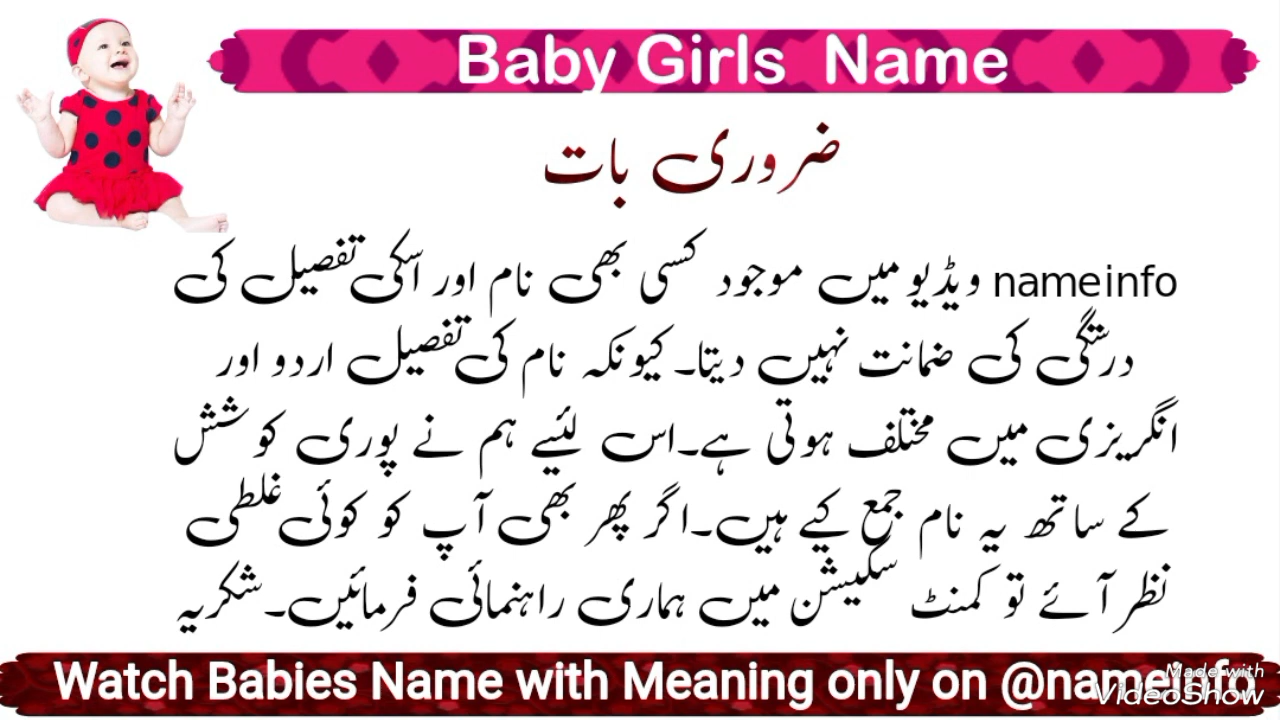 Baby Girls Name
ضروری بات
nameinfo ویڈیو میں موجود کسی بھی نام اور اسکی تفصیل کی
درستگی کی ضمانت نہیں دیتا۔ کیونکہ نام کی تفصیل اردو اور
انگریزی میں مختلف ہوتی ہے۔اس لئیے ہم نے پوری کوشش
کے ساتھ یہ نام جمع کیے ہیں۔اگر پھر بھی آپ کو کوئی غلطی
نظر آئے تو کمنٹ سکیشن میں ہماری راہنمائی فرمائیں۔شکریہ
Watch Babies Name with Meaning only on @nameinfo
Made with
VideoShow